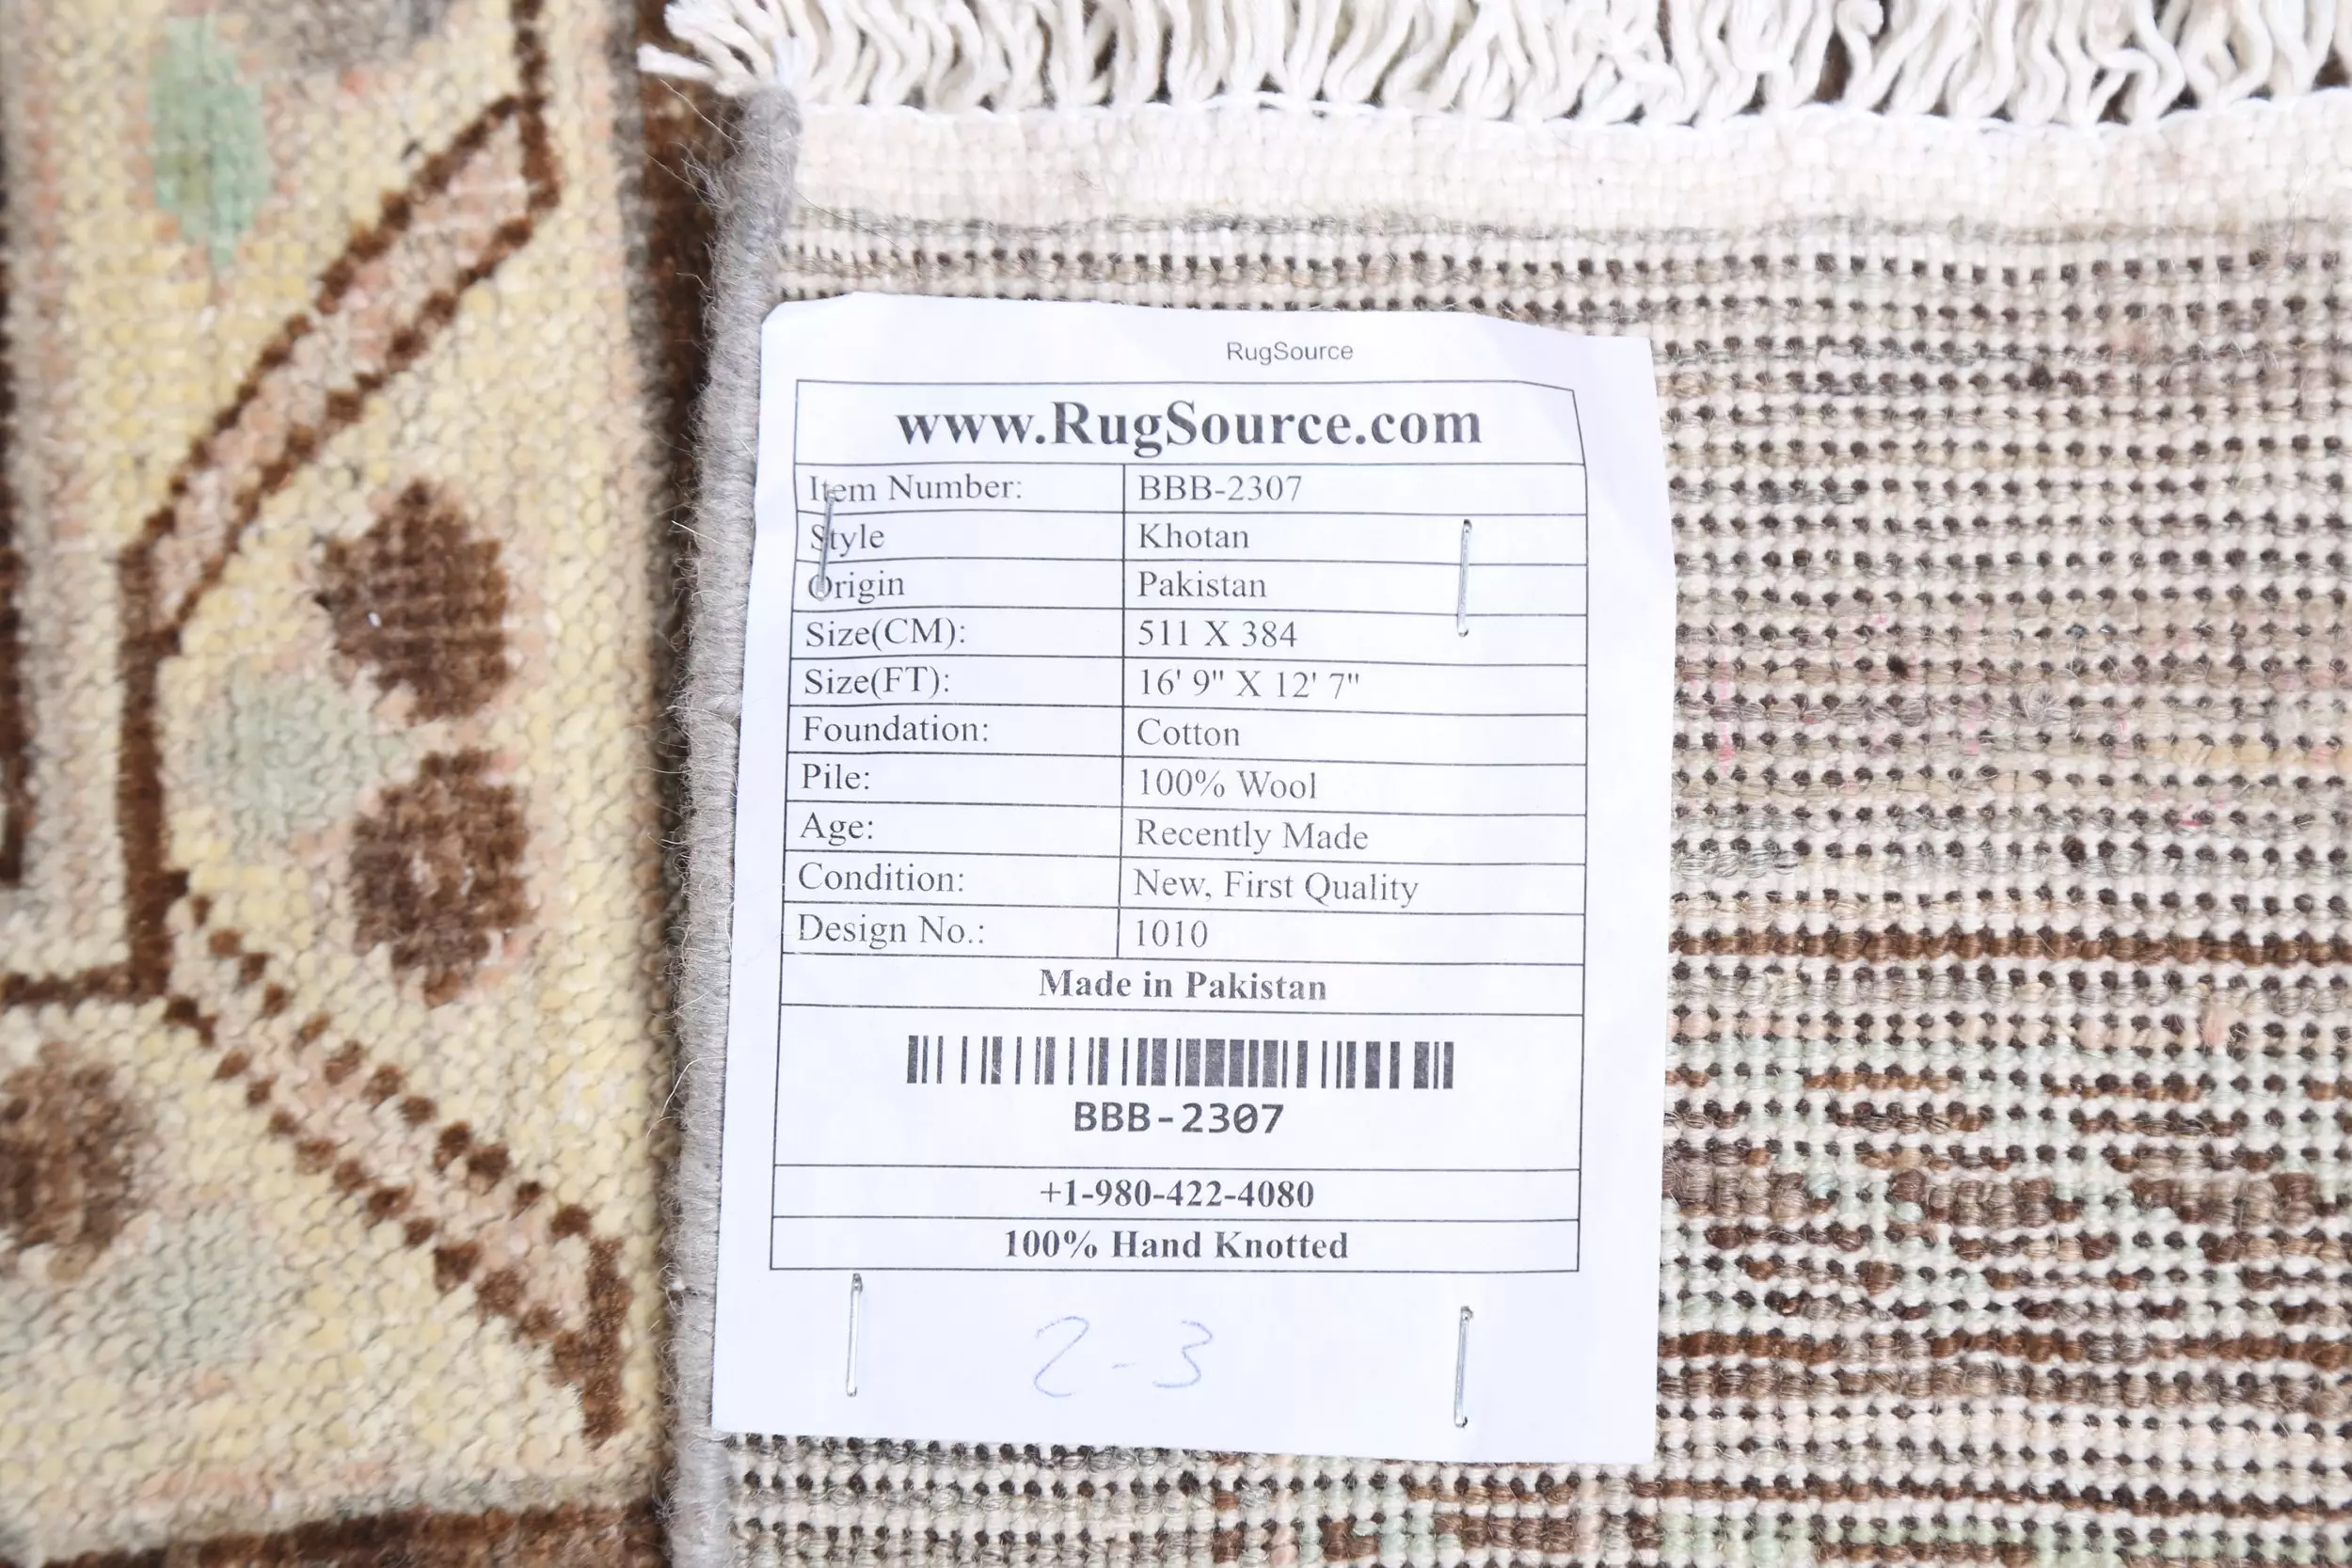 RugSource
www.RugSource.com
Item Number: BBB-2307
Style Khotan
Origin Pakistan
Size(CM): 511 X 384
Size(FT): 16' 9" X 12' 7"
Foundation: Cotton
Pile: 100% Wool
Age: Recently Made
Condition: New, First Quality
Design No.: 1010
Made in Pakistan
BBB-2307
+1-980-422-4080
100% Hand Knotted
2-3